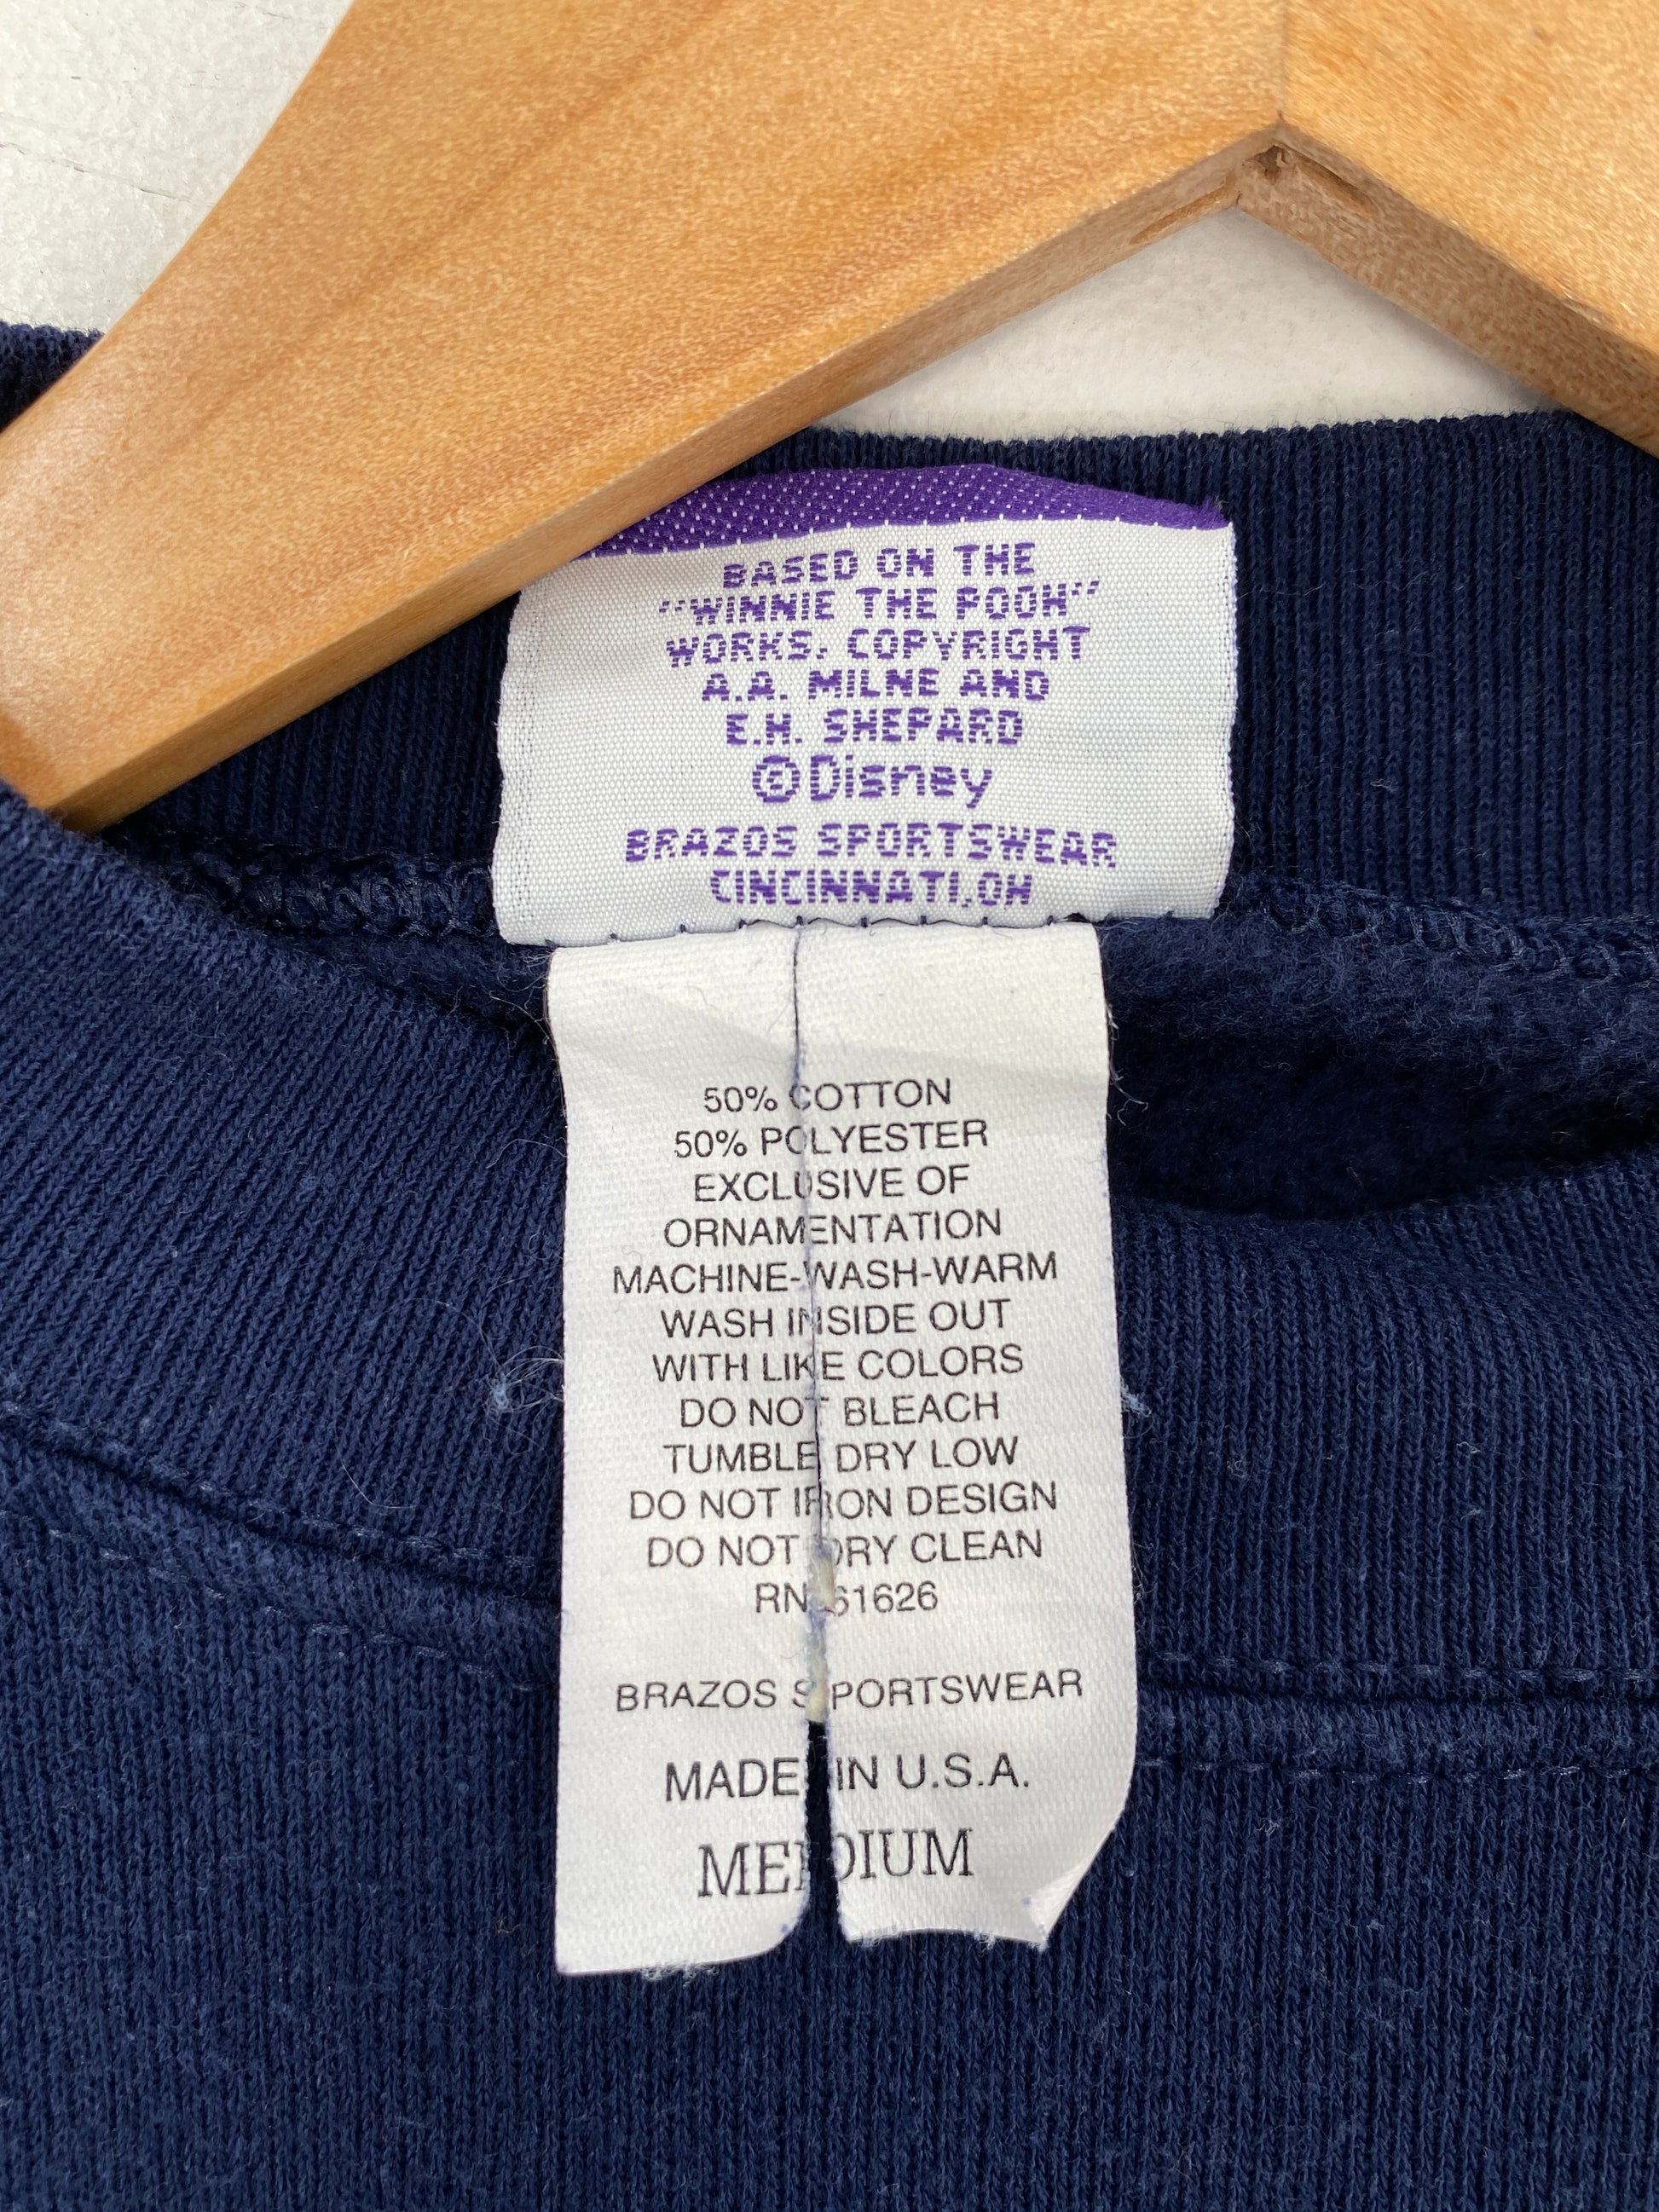 BASED ON THE
"WINNIE THE POOH"
WORKS, COPYRIGHT
A.A. MILNE AND
E.H. SHEPARD
©Disney
BRAZOS SPORTSWEAR
CINCINNATI,OH
50% COTTON
50% POLYESTER
EXCLUSIVE OF
ORNAMENTATION
MACHINE-WASH-WARM
WASH INSIDE OUT
WITH LIKE COLORS
DO NOT BLEACH
TUMBLE DRY LOW
DO NOT IRON DESIGN
DO NOT DRY CLEAN
RN 61626
BRAZOS SPORTSWEAR
MADE IN U.S.A.
MEDIUM